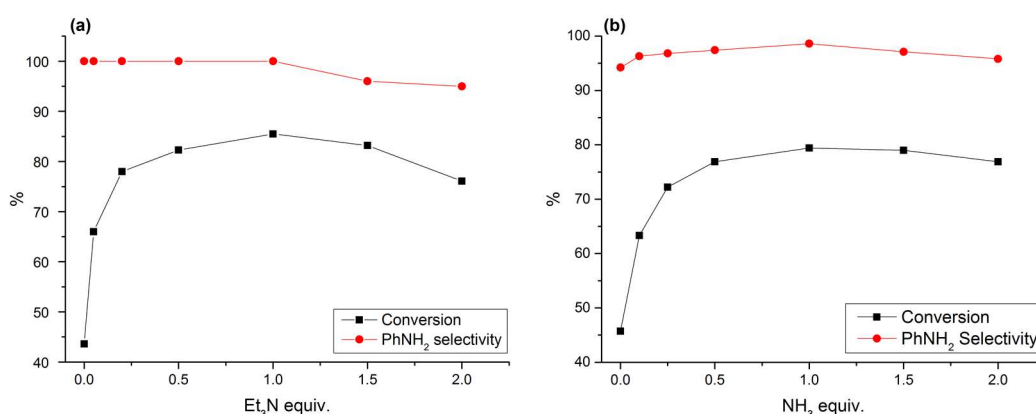 (a)
100
90
80
70
60
50
40
%
0.0 0.5 1.0 1.5 2.0
Et₃N equiv.
Conversion
PhNH₂ selectivity
(b)
100
90
80
70
60
50
40
%
0.0 0.5 1.0 1.5 2.0
NH₃ equiv.
Conversion
PhNH₂ Selectivity